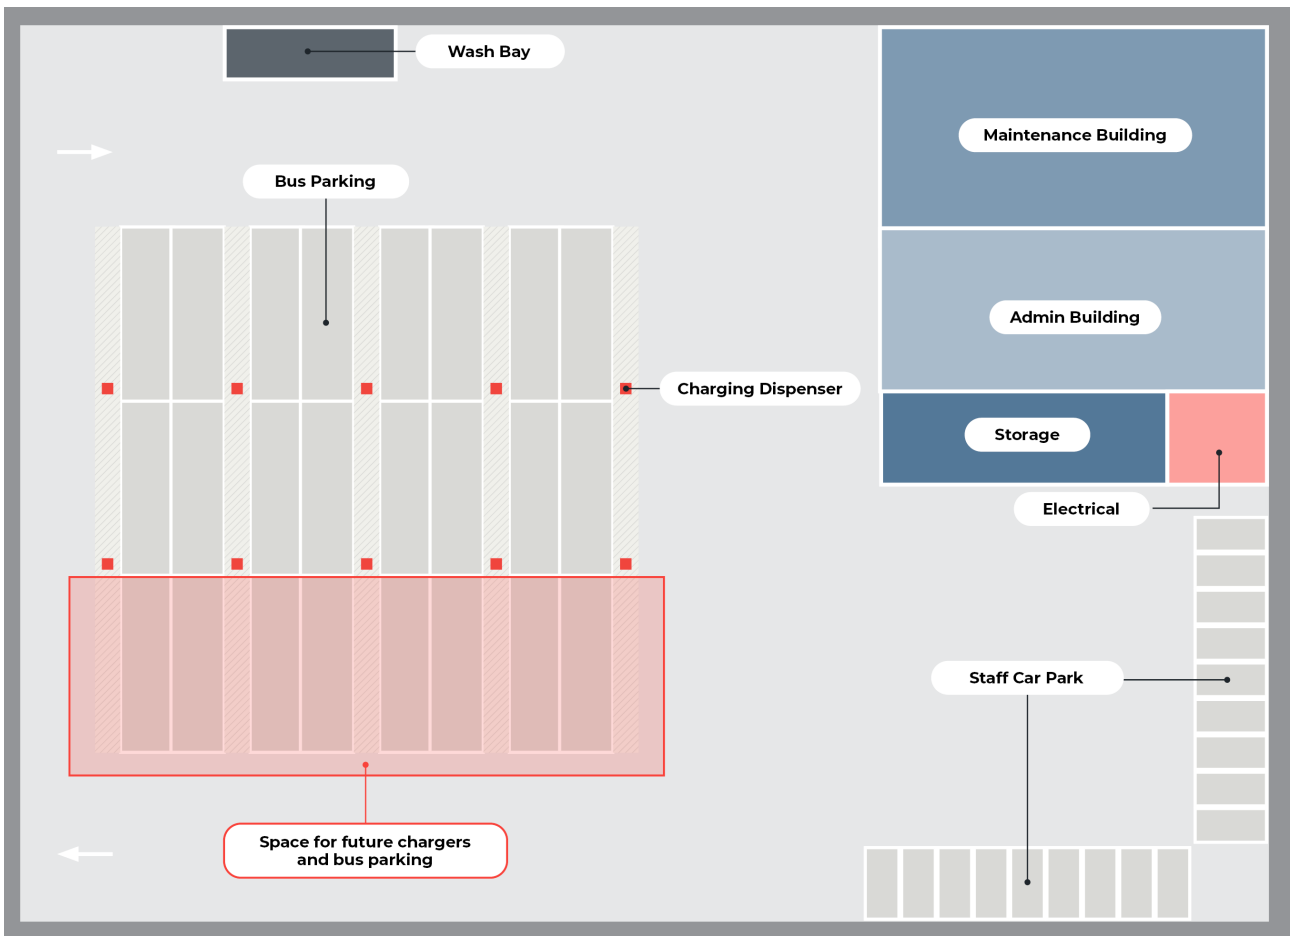 Wash Bay
Maintenance Building
Bus Parking
Admin Building
Charging Dispenser
Storage
Electrical
Staff Car Park
Space for future chargers
and bus parking